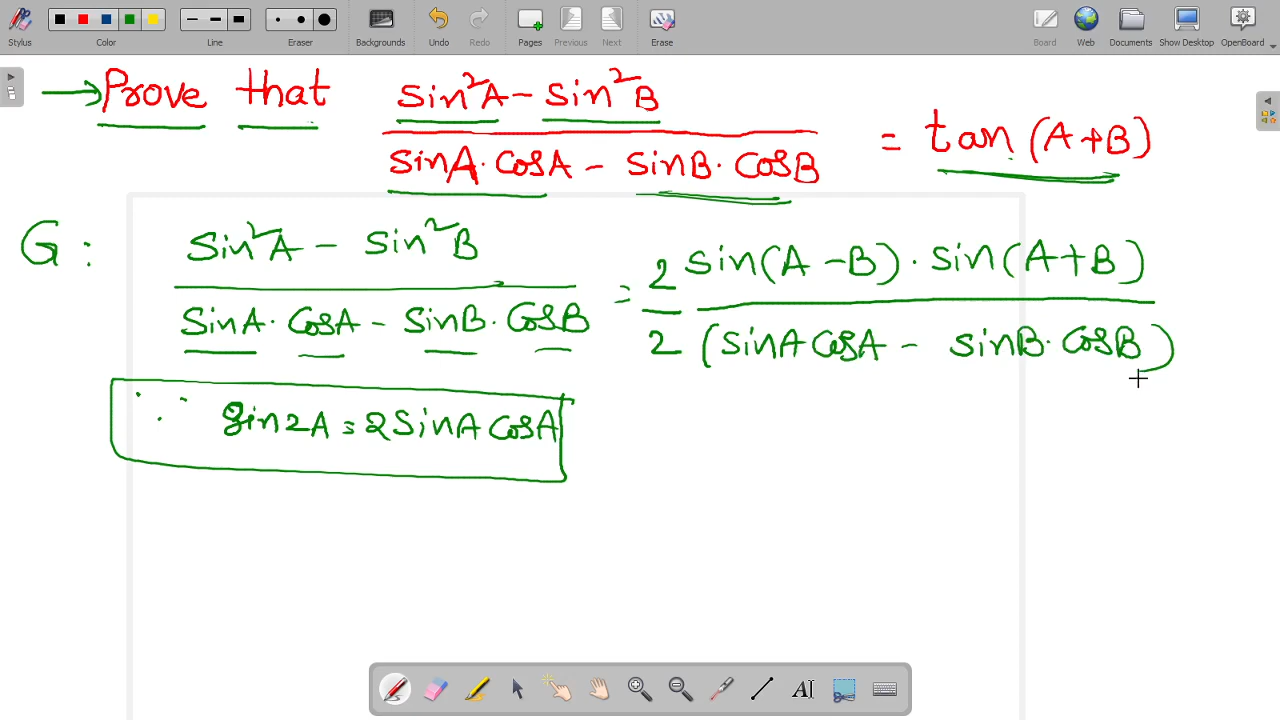 Stylus Color Line Eraser Backgrounds Undo Redo Pages Previous Next Erase Board Web Documents Show Desktop OpenBoard
→ Prove that (sin²A − sin²B) / (sinA·cosA − sinB·cosB) = tan(A+B)
G: (sin²A − sin²B) / (sinA·cosA − sinB·cosB) = 2 sin(A−B)·sin(A+B) / 2 (sinA cosA − sinB·cosB)
∵ sin2A = 2 sinA cosA